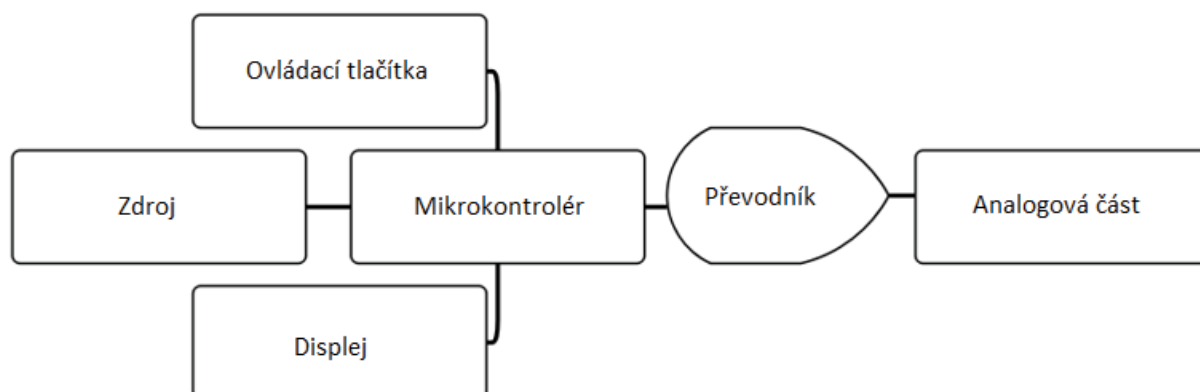 Ovládací tlačítka
Zdroj
Mikrokontrolér
Převodník
Analogová část
Displej